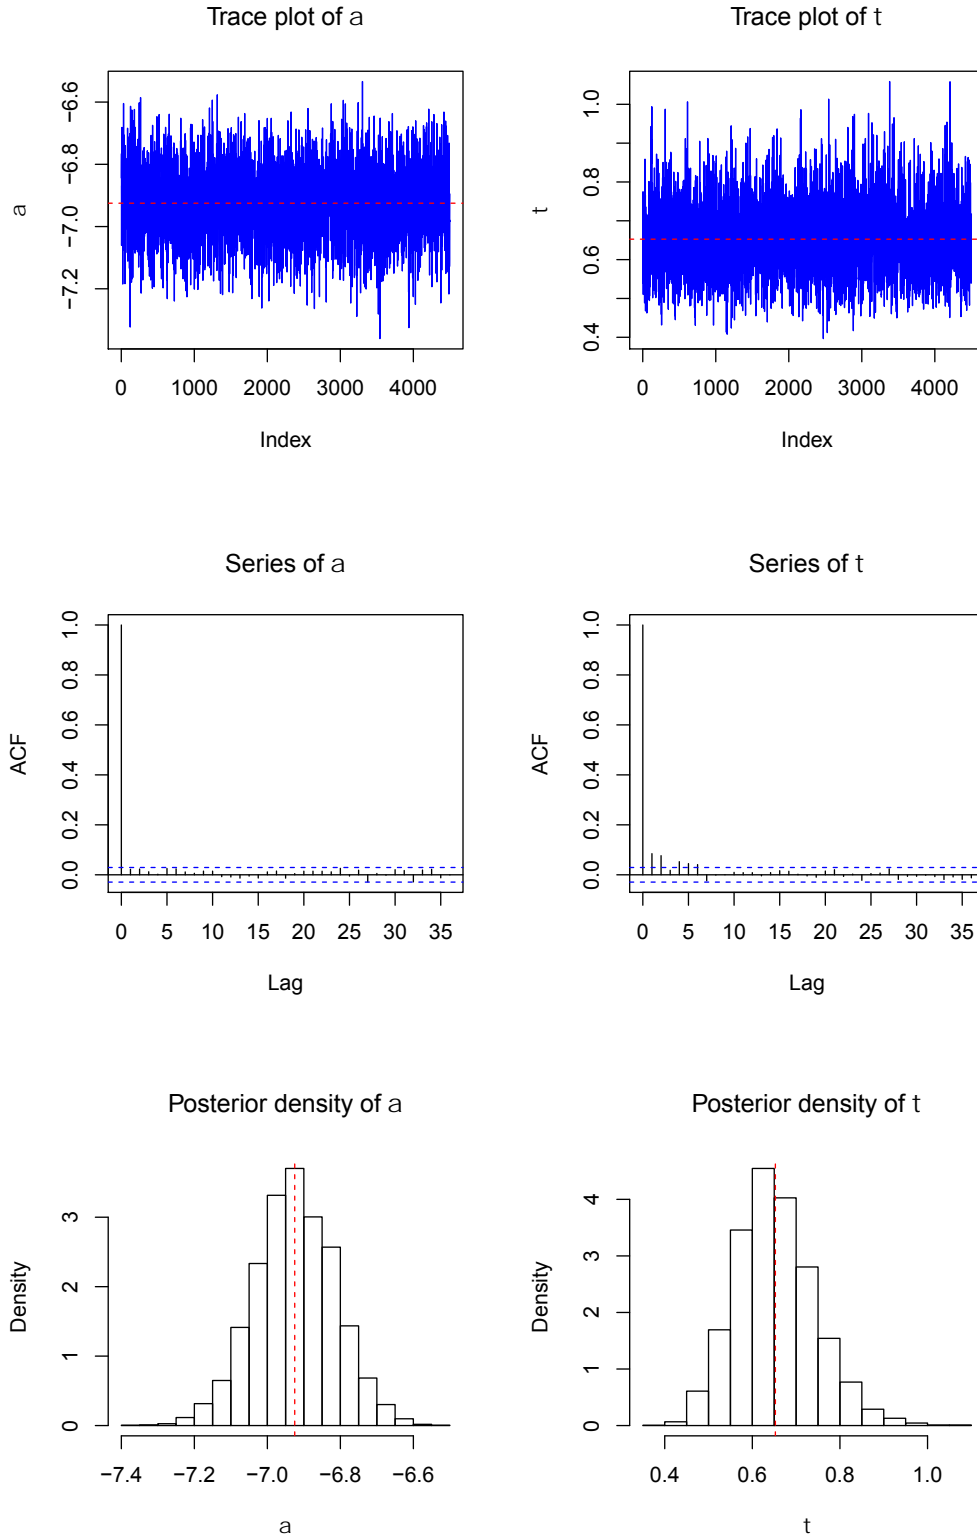 Trace plot of a
a
−7.2 −7.0 −6.8 −6.6
0 1000 2000 3000 4000
Index
Trace plot of t
t
0.4 0.6 0.8 1.0
0 1000 2000 3000 4000
Index
Series of a
ACF
0.0 0.2 0.4 0.6 0.8 1.0
0 5 10 15 20 25 30 35
Lag
Series of t
ACF
0.0 0.2 0.4 0.6 0.8 1.0
0 5 10 15 20 25 30 35
Lag
Posterior density of a
Density
0 1 2 3
−7.4 −7.2 −7.0 −6.8 −6.6
a
Posterior density of t
Density
0 1 2 3 4
0.4 0.6 0.8 1.0
t